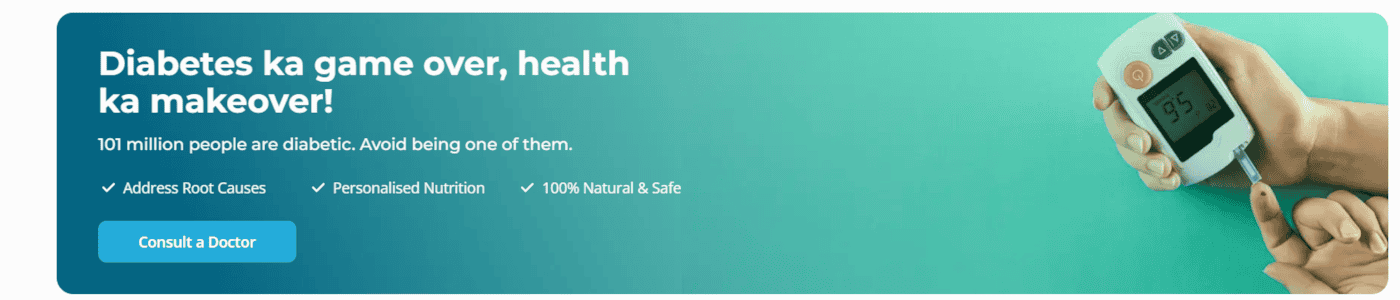 Diabetes ka game over, health
ka makeover!
101 million people are diabetic. Avoid being one of them.
Address Root Causes
Personalised Nutrition
100% Natural & Safe
Consult a Doctor
95